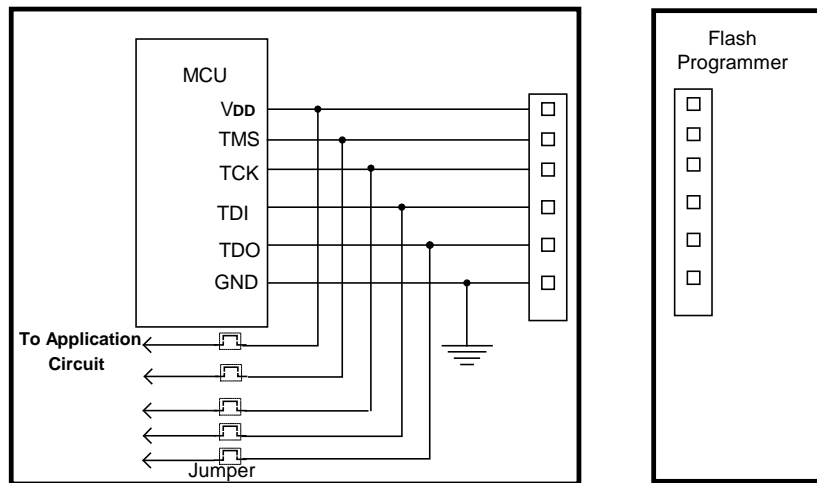 MCU
VDD
TMS
TCK
TDI
TDO
GND
To Application
Circuit
Jumper
Flash
Programmer